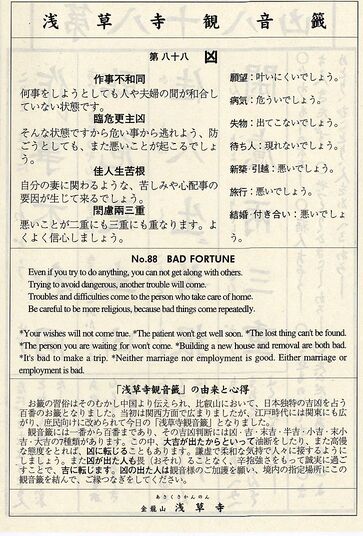 浅草寺観音籤
第八十八 凶
作事不和同
何事をしようとしても人や夫婦の間が和合し
ていない状態です。
臨危更主凶
そんな状態ですから危い事から逃れよう、防
ごうとしても、また悪いことが起こるでしょ
う。
佳人生苦根
自分の妻に関わるような、苦しみや心配事の
要因が生じて来るでしょう。
閇慮兩三重
悪いことが二重にも三重にも重なります。よ
くよく信心しましょう。
願望：叶いにくいでしょう。
病気：危ういでしょう。
失物：出てこないでしょう。
待ち人：現れないでしょう。
新築・引越：悪いでしょう。
旅行：悪いでしょう。
結婚・付き合い：悪いでしょ
う。
No.88 BAD FORTUNE
Even if you try to do anything, you can not get along with others.
Trying to avoid dangerous, another trouble will come.
Troubles and difficulties come to the person who take care of home.
Be careful to be more religious, because bad things come repeatedly.
*Your wishes will not come true. *The patient won't get well soon. *The lost thing can't be found.
*The person you are waiting for won't come. *Building a new house and removal are both bad.
*It's bad to make a trip. *Neither marriage nor employment is good. Either marriage or
employment is bad.
「浅草寺観音籤」の由来と心得
お籤の習俗はそのむかし中国より伝えられ、比叡山において、日本独特の吉凶を占う
百番のお籤となりました。当初は関西方面で広まりましたが、江戸時代には関東にも広
がり、庶民向けに改められて今日の「浅草寺観音籤」となりました。
観音籤には一番から百番まであり、その吉凶判断には凶・吉・末吉・半吉・小吉・末小
吉・大吉の7種類があります。この中、大吉が出たからといって油断をしたり、また高慢
な態度をとれば、凶に転じることもあります。謙虚で柔和な気持で人々に接するようにし
ましょう。また凶が出た人も畏（おそれ）ることなく、辛抱強さをもって誠実に過ご
すことで、吉に転じます。凶の出た人は観音様のご加護を願い、境内の指定場所にこの
観音籤を結んで、ご縁つなぎをしてください。
あさくさかんのん
金龍山 浅草寺